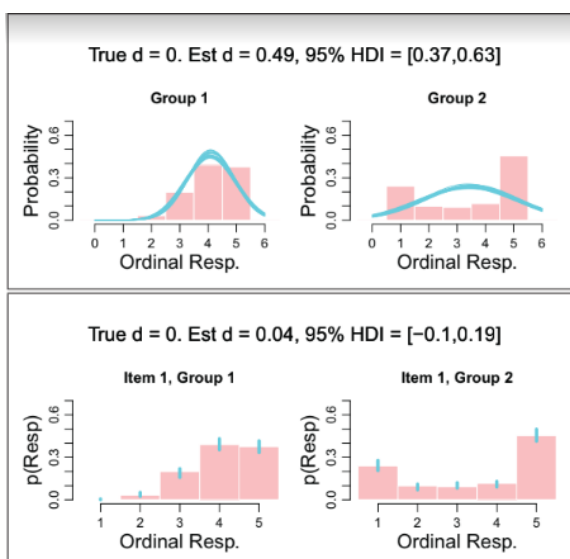 True d = 0. Est d = 0.49, 95% HDI = [0.37,0.63]
Group 1
Probability
0.0 0.3 0.6
0 1 2 3 4 5 6
Ordinal Resp.
Group 2
Probability
0.0 0.3 0.6
0 1 2 3 4 5 6
Ordinal Resp.
True d = 0. Est d = 0.04, 95% HDI = [−0.1,0.19]
Item 1, Group 1
p(Resp)
0.0 0.3 0.6
1 2 3 4 5
Ordinal Resp.
Item 1, Group 2
p(Resp)
0.0 0.3 0.6
1 2 3 4 5
Ordinal Resp.